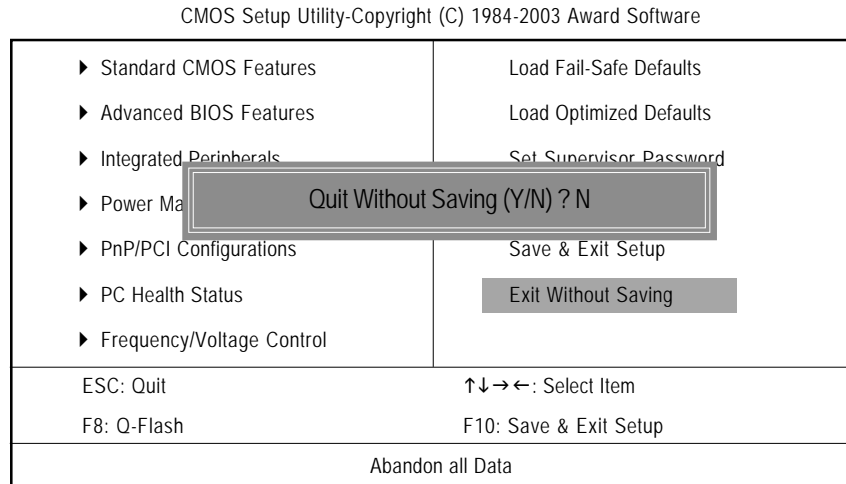 CMOS Setup Utility-Copyright (C) 1984-2003 Award Software
Standard CMOS Features
Load Fail-Safe Defaults
Advanced BIOS Features
Load Optimized Defaults
Integrated Peripherals
Set Supervisor Password
Power Ma
Quit Without Saving (Y/N) ? N
PnP/PCI Configurations
Save & Exit Setup
PC Health Status
Exit Without Saving
Frequency/Voltage Control
ESC: Quit
↑↓→←: Select Item
F8: Q-Flash
F10: Save & Exit Setup
Abandon all Data